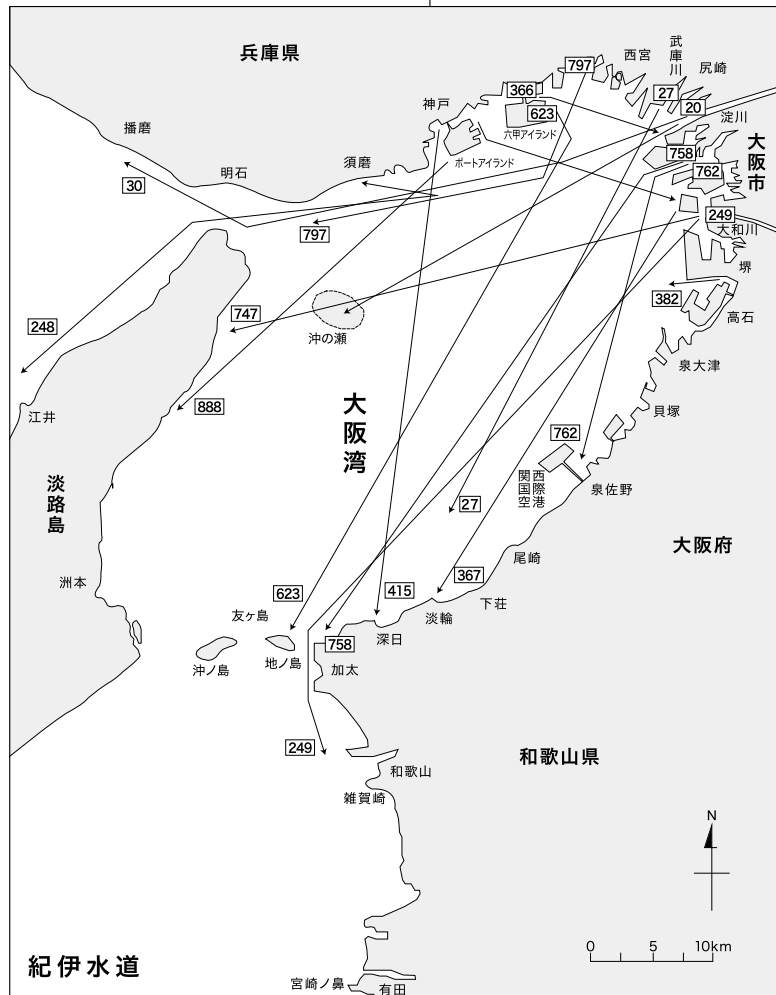 兵庫県
西宮
武庫川
尻崎
797
366
27
20
神戸
623
淀川
播磨
六甲アイランド
758
大阪市
須磨
ポートアイランド
762
明石
30
249
797
大和川
堺
248
747
382
沖の瀬
高石
泉大津
888
大阪湾
江井
貝塚
762
淡路島
関西国際空港
泉佐野
27
大阪府
尾崎
洲本
367
623
415
下荘
友ヶ島
淡輪
758
深日
沖ノ島
地ノ島
加太
249
和歌山県
和歌山
雑賀崎
N
0 5 10km
紀伊水道
宮崎ノ鼻
有田